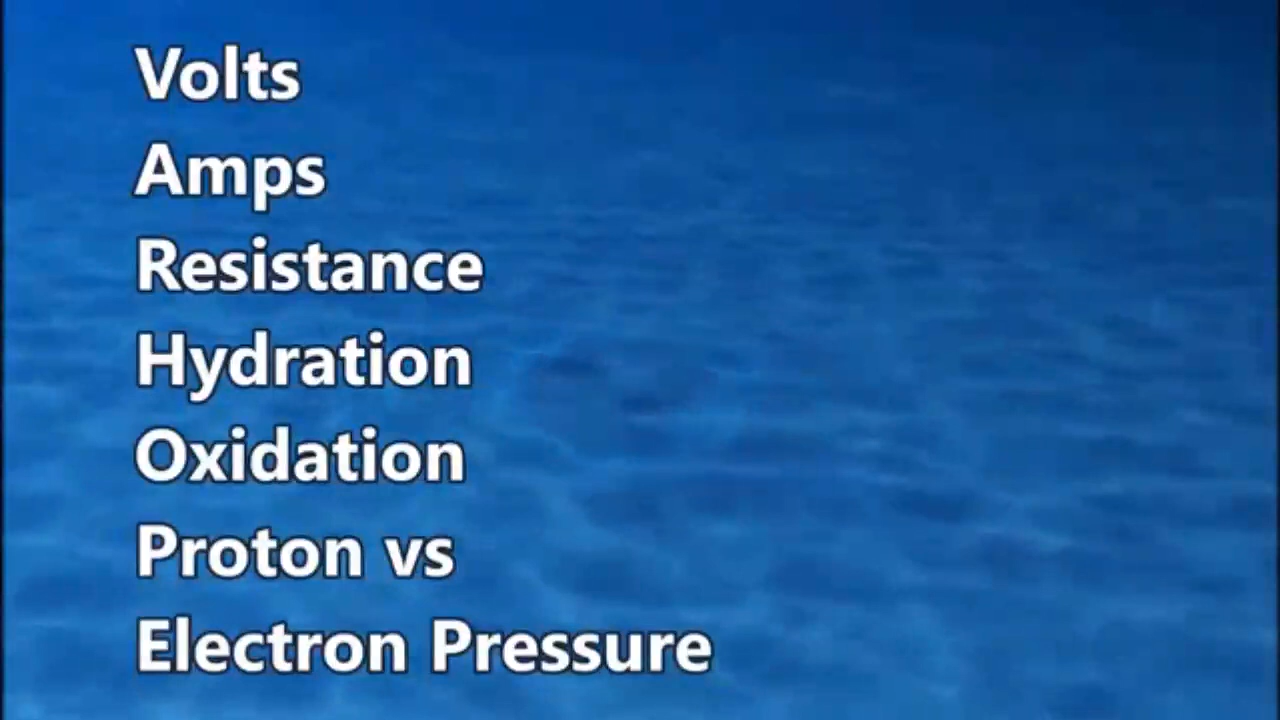 Volts
Amps
Resistance
Hydration
Oxidation
Proton vs
Electron Pressure